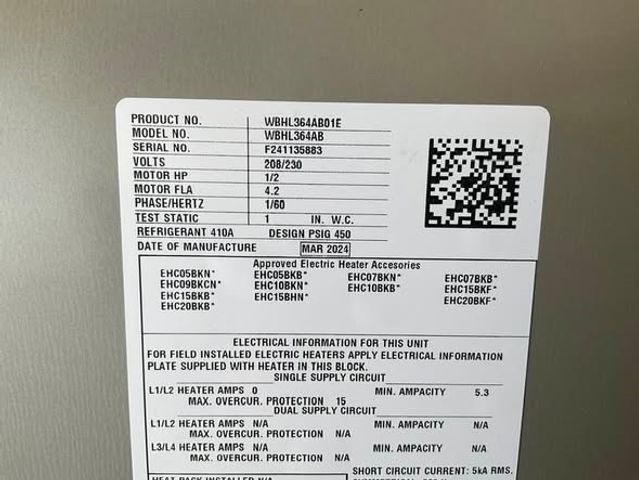 PRODUCT NO. WBHL364AB01E
MODEL NO. WBHL364AB
SERIAL NO. F241135883
VOLTS 208/230
MOTOR HP 1/2
MOTOR FLA 4.2
PHASE/HERTZ 1/60
TEST STATIC 1 IN. W.C.
REFRIGERANT 410A DESIGN PSIG 450
DATE OF MANUFACTURE MAR 2024
Approved Electric Heater Accesories
EHC05BKN* EHC05BKB* EHC07BKN* EHC07BKB*
EHC09BKCN* EHC10BKN* EHC10BKB* EHC15BKF*
EHC15BKB* EHC15BHN* EHC20BKF*
EHC20BKB*
ELECTRICAL INFORMATION FOR THIS UNIT
FOR FIELD INSTALLED ELECTRIC HEATERS APPLY ELECTRICAL INFORMATION
PLATE SUPPLIED WITH HEATER IN THIS BLOCK.
SINGLE SUPPLY CIRCUIT
L1/L2 HEATER AMPS 0 MIN. AMPACITY 5.3
MAX. OVERCUR. PROTECTION 15
DUAL SUPPLY CIRCUIT
L1/L2 HEATER AMPS N/A MIN. AMPACITY N/A
MAX. OVERCUR. PROTECTION N/A
L3/L4 HEATER AMPS N/A MIN. AMPACITY N/A
MAX. OVERCUR. PROTECTION N/A
SHORT CIRCUIT CURRENT: 5kA RMS.
HEAT PACK INSTALLED N/A